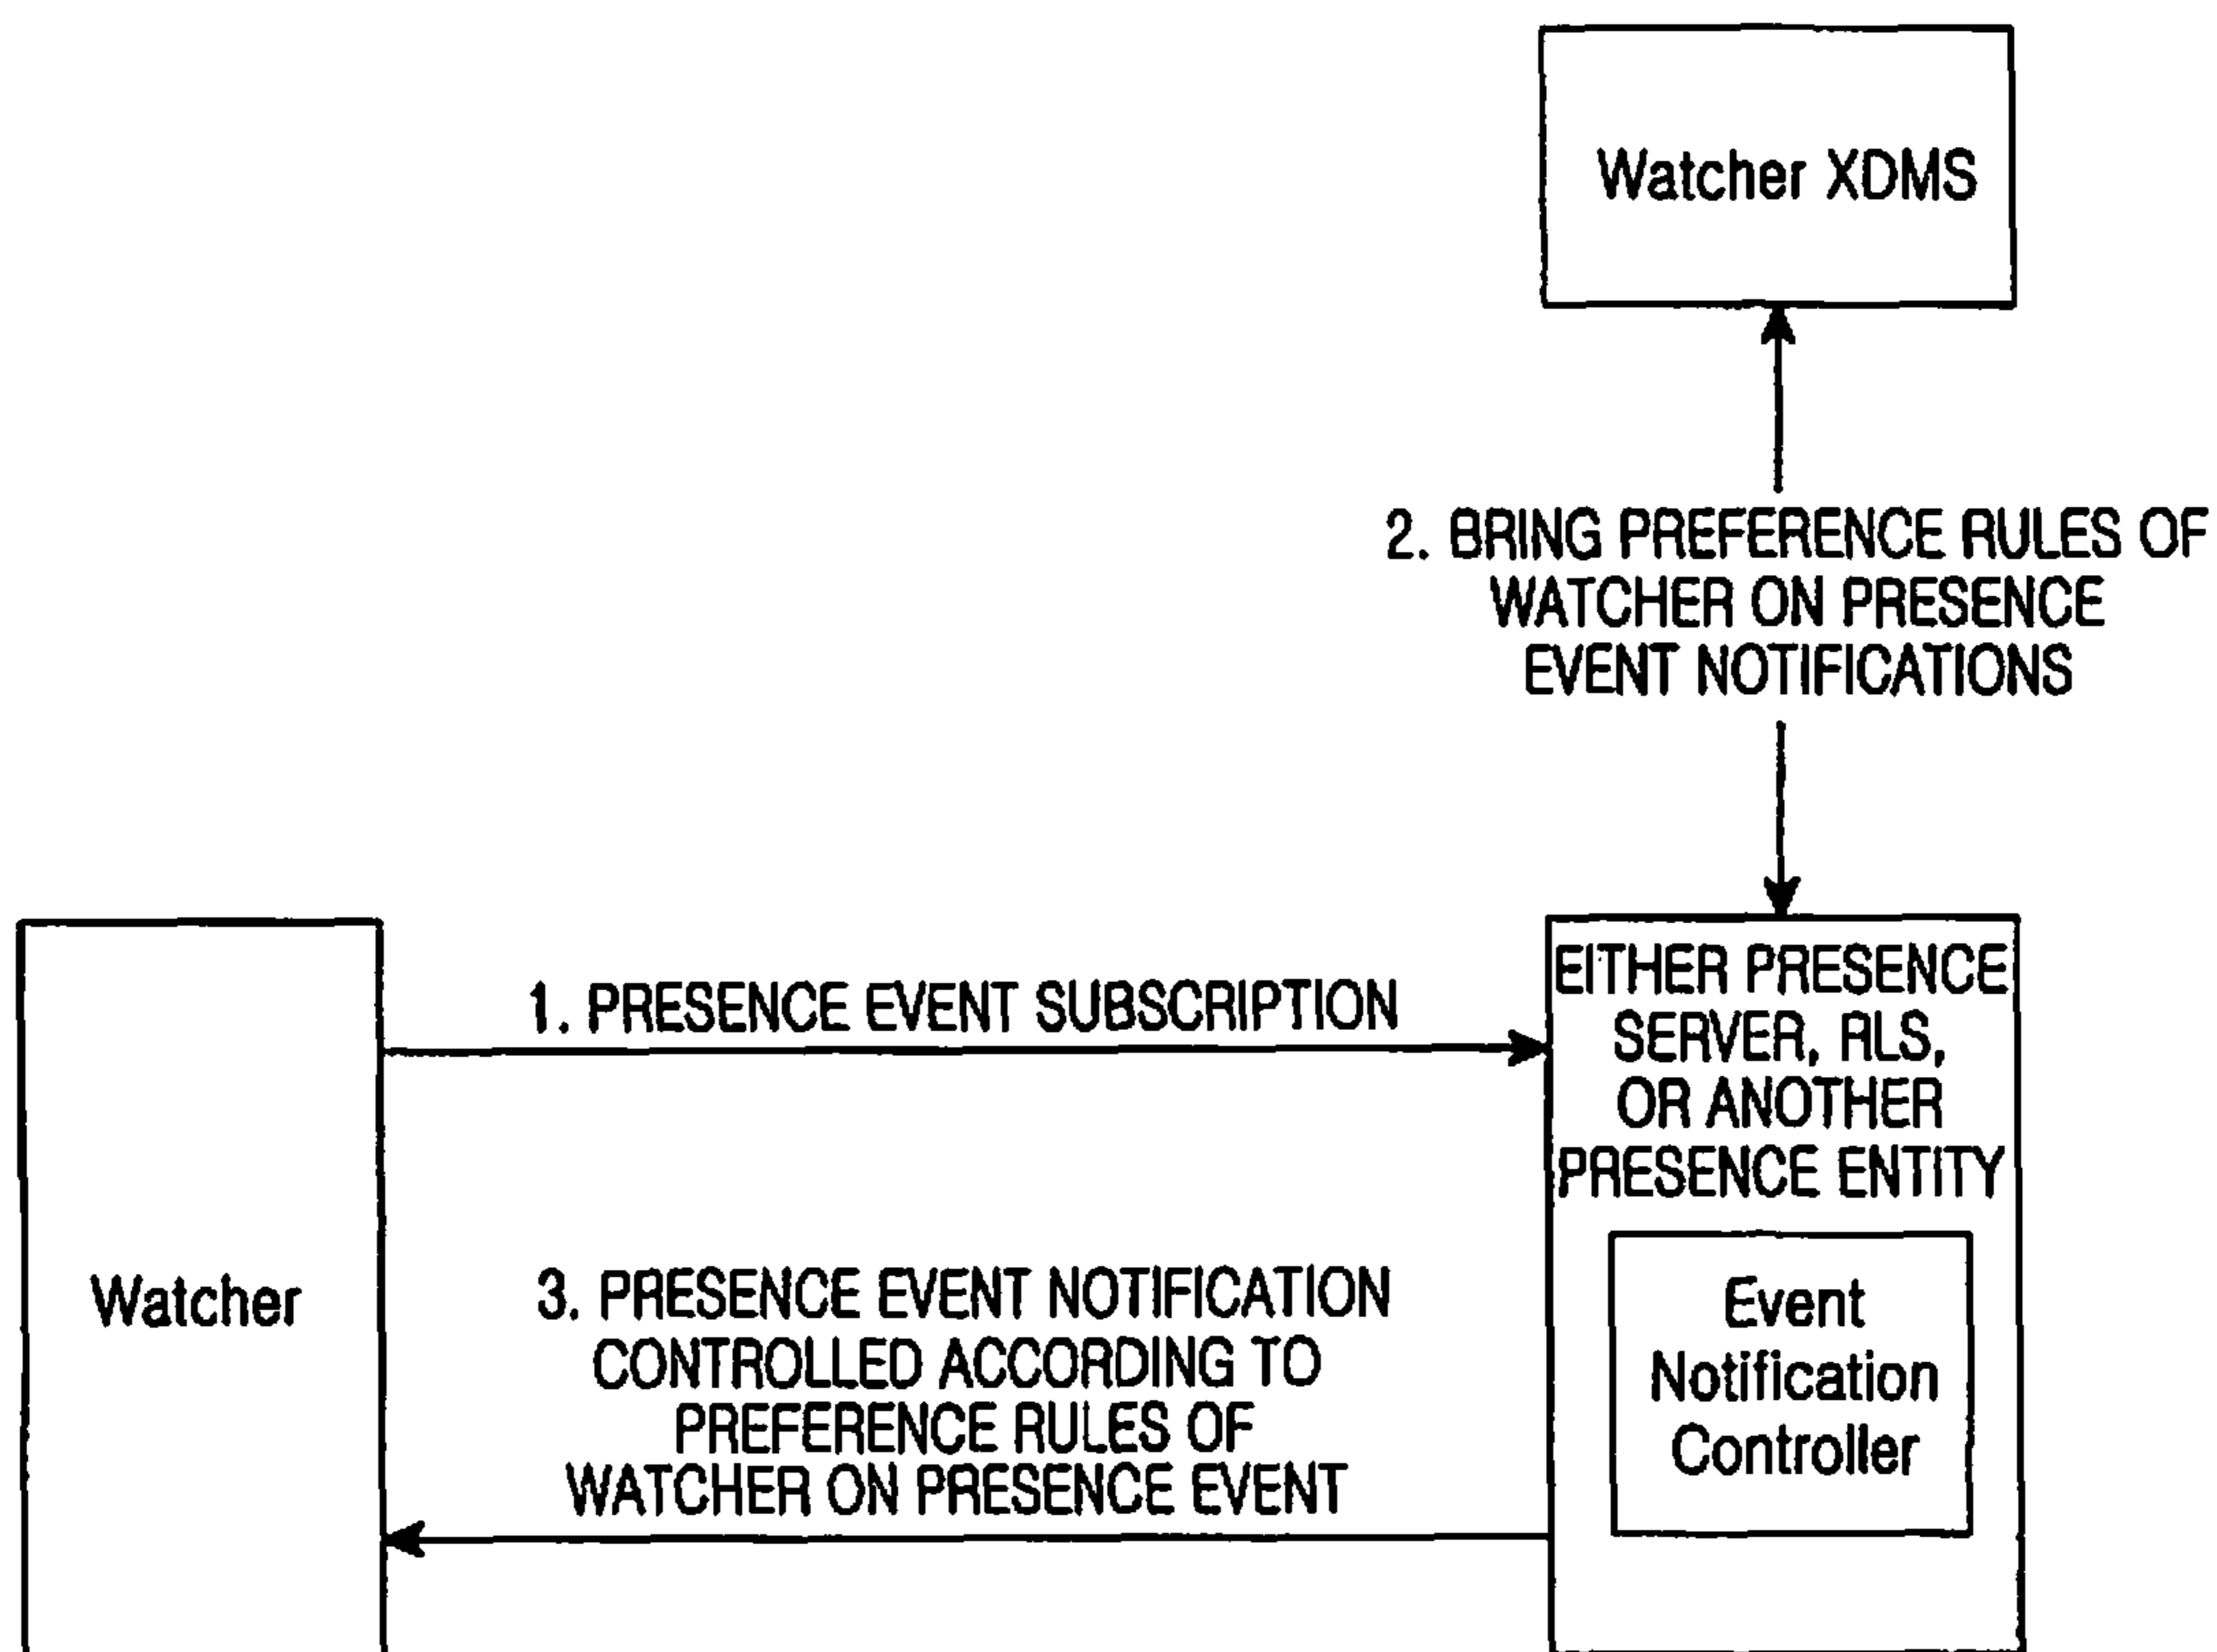 Watcher XDMS
2. BRING PREFERENCE RULES OF
WATCHER ON PRESENCE
EVENT NOTIFICATIONS
EITHER PRESENCE
SERVER, RLS,
OR ANOTHER
PRESENCE ENTITY
1. PRESENCE EVENT SUBSCRIPTION
Watcher
3. PRESENCE EVENT NOTIFICATION
CONTROLLED ACCORDING TO
PREFERENCE RULES OF
WATCHER ON PRESENCE EVENT
Event
Notification
Controller